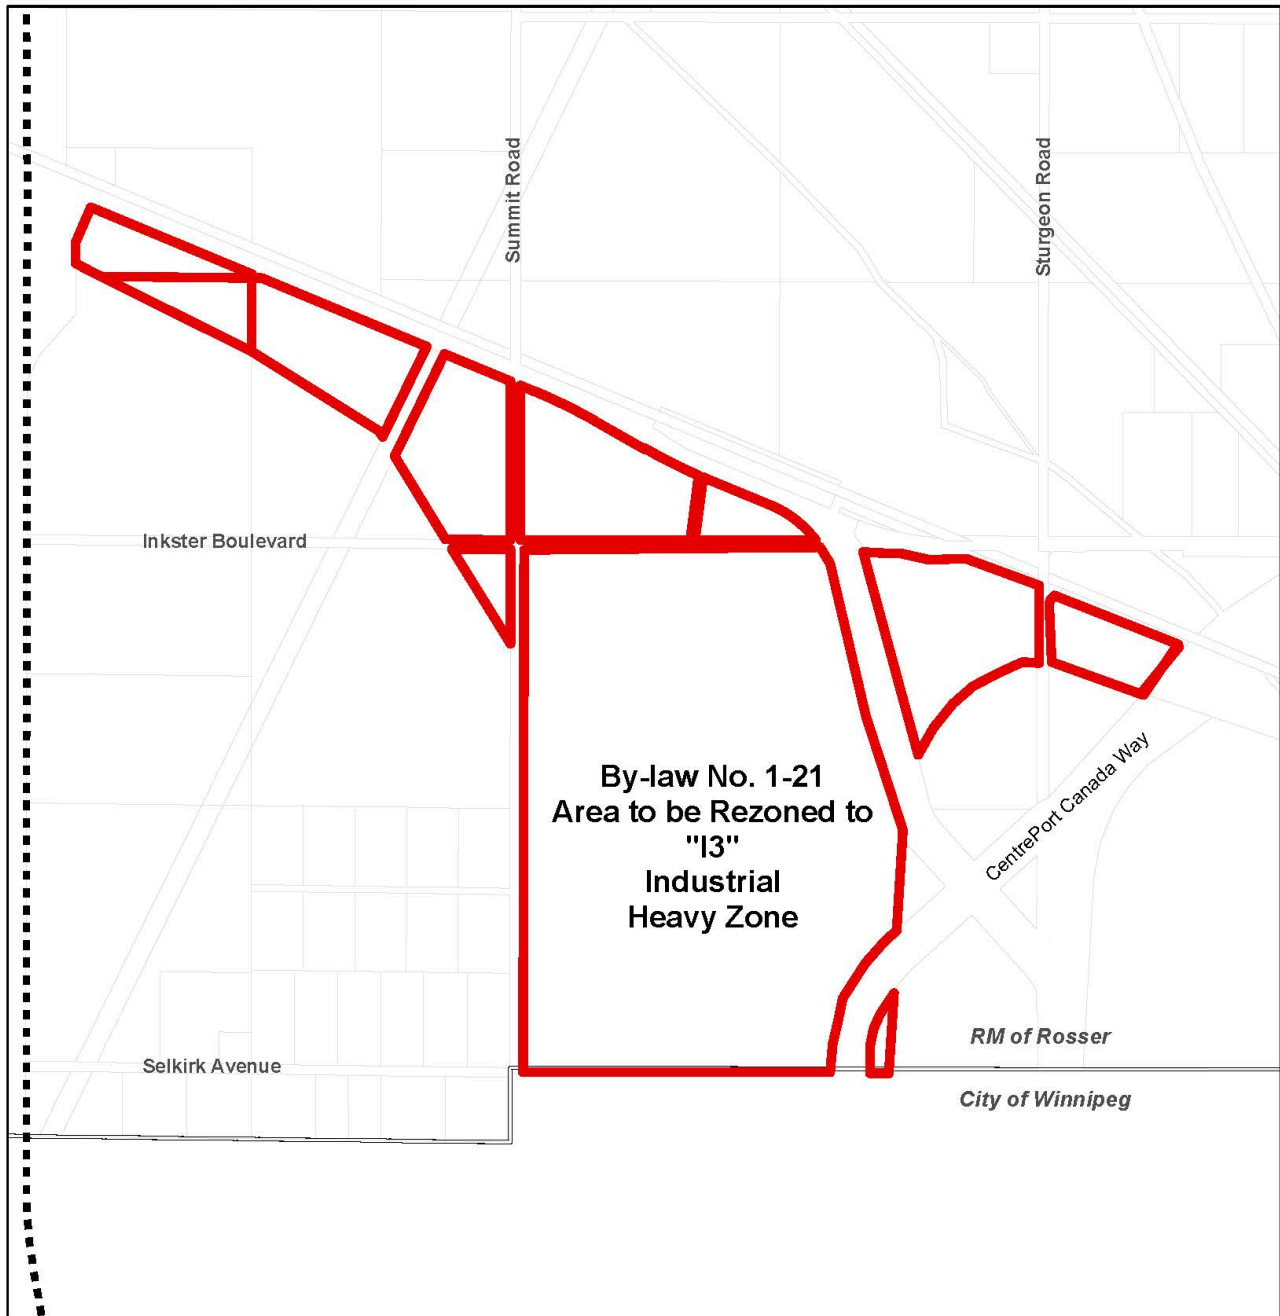 Summit Road
Sturgeon Road
Inkster Boulevard
By-law No. 1-21
Area to be Rezoned to
"I3"
Industrial
Heavy Zone
CentrePort Canada Way
Selkirk Avenue
RM of Rosser
City of Winnipeg